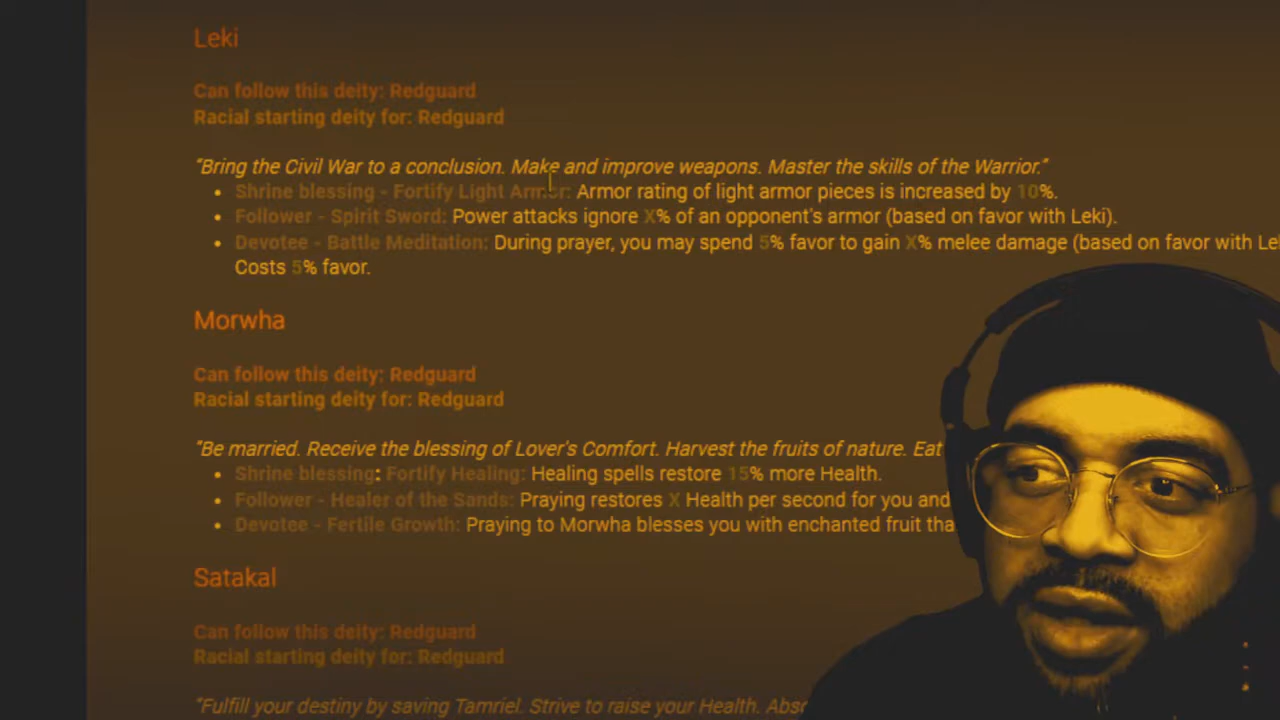 Leki
Can follow this deity: Redguard
Racial starting deity for: Redguard
“Bring the Civil War to a conclusion. Make and improve weapons. Master the skills of the Warrior.”
• Shrine blessing - Fortify Light Armor: Armor rating of light armor pieces is increased by 10%.
• Follower - Spirit Sword: Power attacks ignore X% of an opponent’s armor (based on favor with Leki).
• Devotee - Battle Meditation: During prayer, you may spend 5% favor to gain X% melee damage (based on favor with
Costs 5% favor.
Morwha
Can follow this deity: Redguard
Racial starting deity for: Redguard
“Be married. Receive the blessing of Lover’s Comfort. Harvest the fruits of nature. Eat
• Shrine blessing: Fortify Healing: Healing spells restore 15% more Health.
• Follower - Healer of the Sands: Praying restores X Health per second for you and
• Devotee - Fertile Growth: Praying to Morwha blesses you with enchanted fruit
Satakal
Can follow this deity: Redguard
Racial starting deity for: Redguard
“Fulfill your destiny by saving Tamriel. Strive to raise your Health.